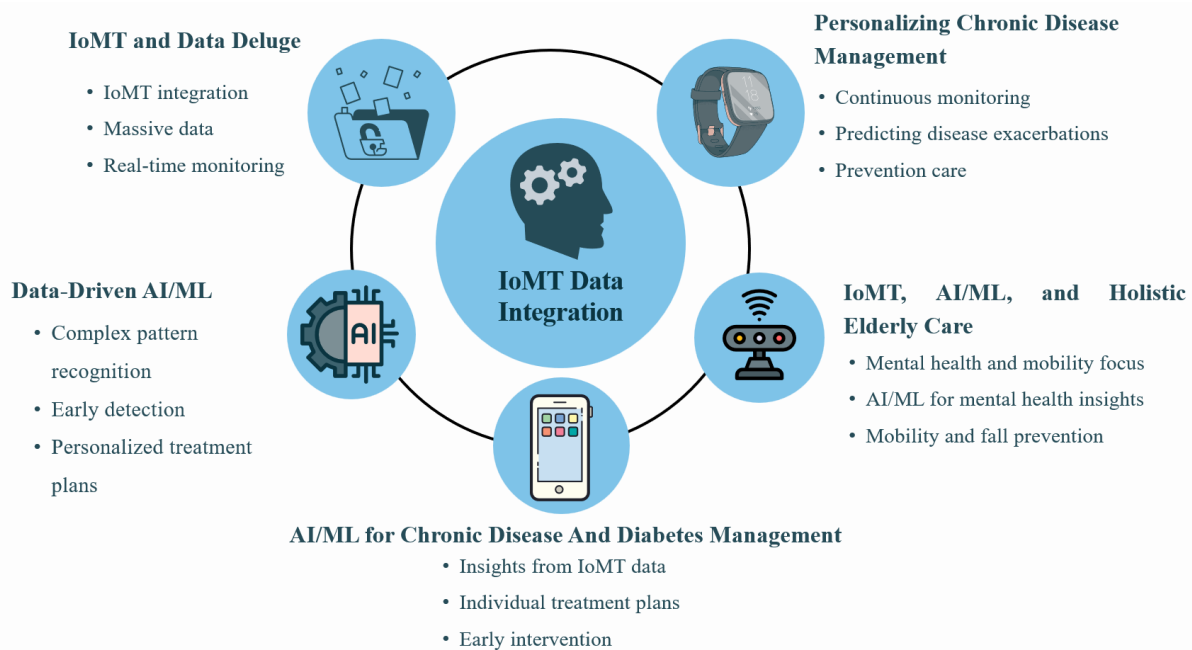 IoMT and Data Deluge
• IoMT integration
• Massive data
• Real-time monitoring
Personalizing Chronic Disease
Management
• Continuous monitoring
• Predicting disease exacerbations
• Prevention care
IoMT Data
Integration
Data-Driven AI/ML
• Complex pattern
recognition
• Early detection
• Personalized treatment
plans
AI
IoMT, AI/ML, and Holistic
Elderly Care
• Mental health and mobility focus
• AI/ML for mental health insights
• Mobility and fall prevention
AI/ML for Chronic Disease And Diabetes Management
• Insights from IoMT data
• Individual treatment plans
• Early intervention